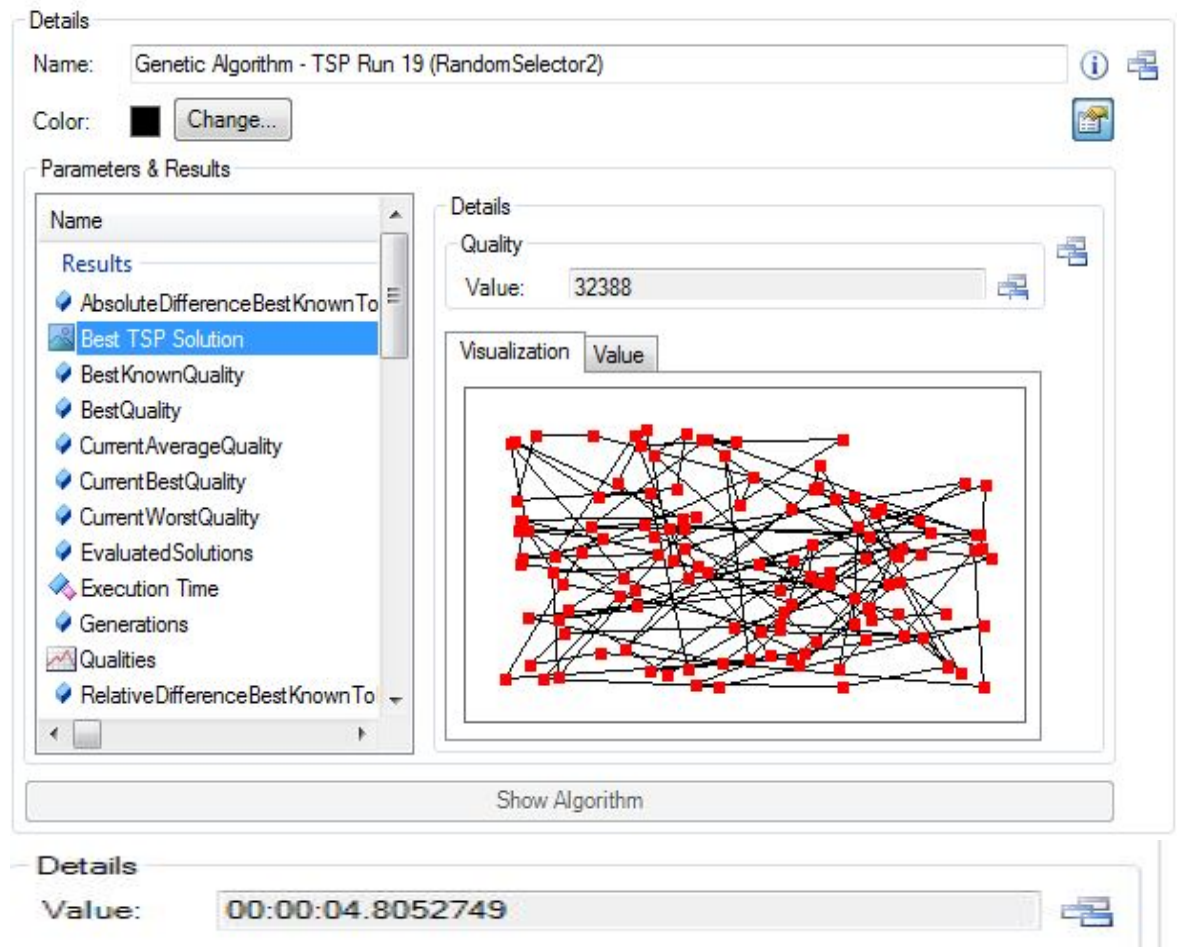 Details
Name: Genetic Algorithm - TSP Run 19 (RandomSelector2)
Color: Change...
Parameters & Results
Name
Results
AbsoluteDifferenceBestKnownTo
Best TSP Solution
BestKnownQuality
BestQuality
CurrentAverageQuality
CurrentBestQuality
CurrentWorstQuality
EvaluatedSolutions
Execution Time
Generations
Qualities
RelativeDifferenceBestKnownTo
Details
Quality
Value: 32388
Visualization Value
Show Algorithm
Details
Value: 00:00:04.8052749